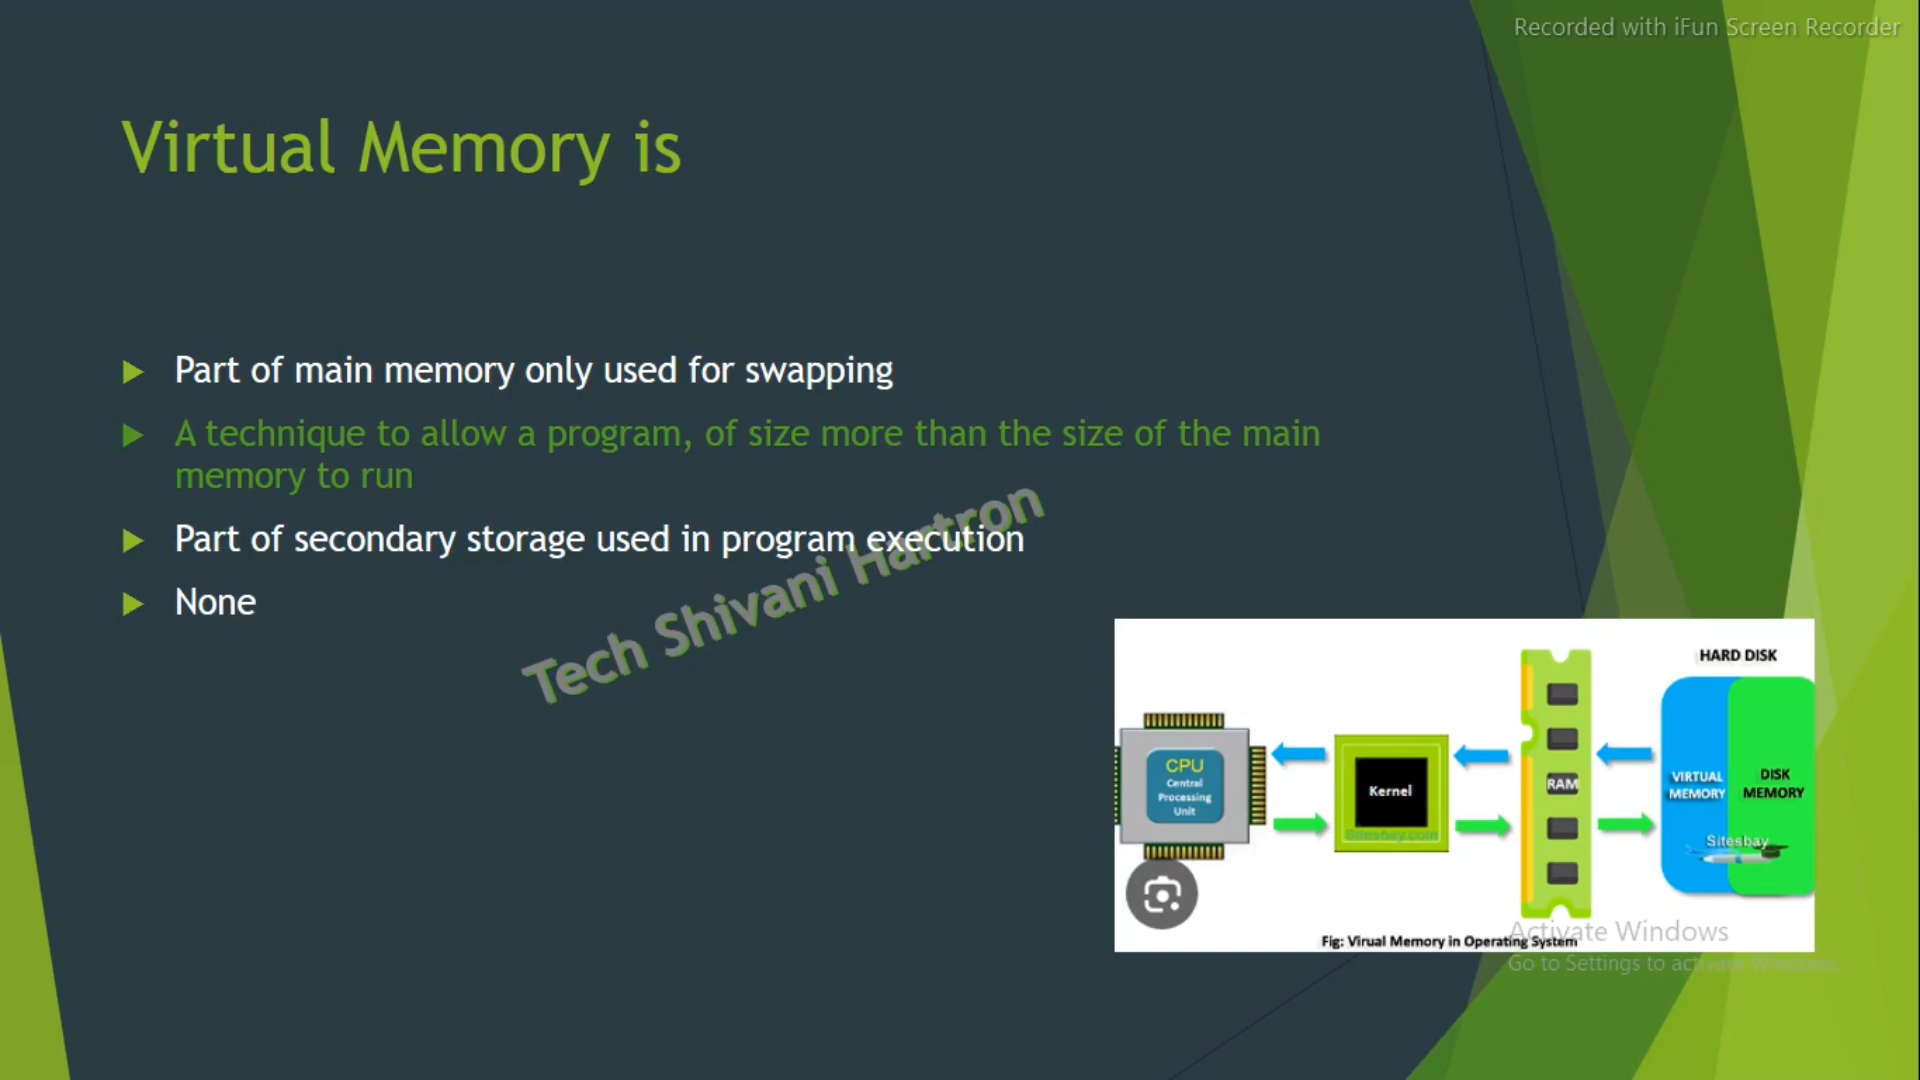 Recorded with iFun Screen Recorder
Virtual Memory is
Part of main memory only used for swapping
A technique to allow a program, of size more than the size of the main
memory to run
Part of secondary storage used in program execution
None
Tech Shivani Hartron
HARD DISK
CPU
Central
Processing
Unit
Kernel
Sitesbay.com
RAM
VIRTUAL
MEMORY
DISK
MEMORY
Sitesbay
Fig: Virual Memory in Operating System
Activate Windows
Go to Settings to activate Windows.